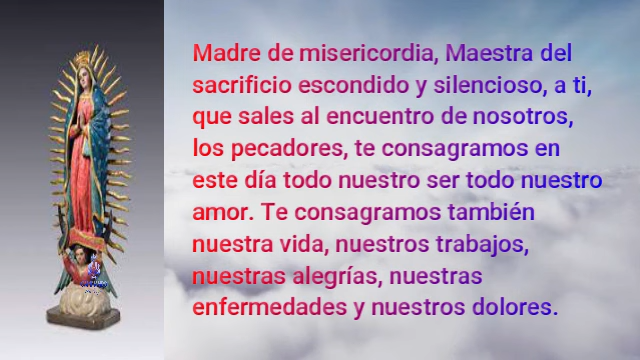 Madre de misericordia, Maestra del
sacrificio escondido y silencioso, a ti,
que sales al encuentro de nosotros,
los pecadores, te consagramos en
este día todo nuestro ser todo nuestro
amor. Te consagramos también
nuestra vida, nuestros trabajos,
nuestras alegrías, nuestras
enfermedades y nuestros dolores.